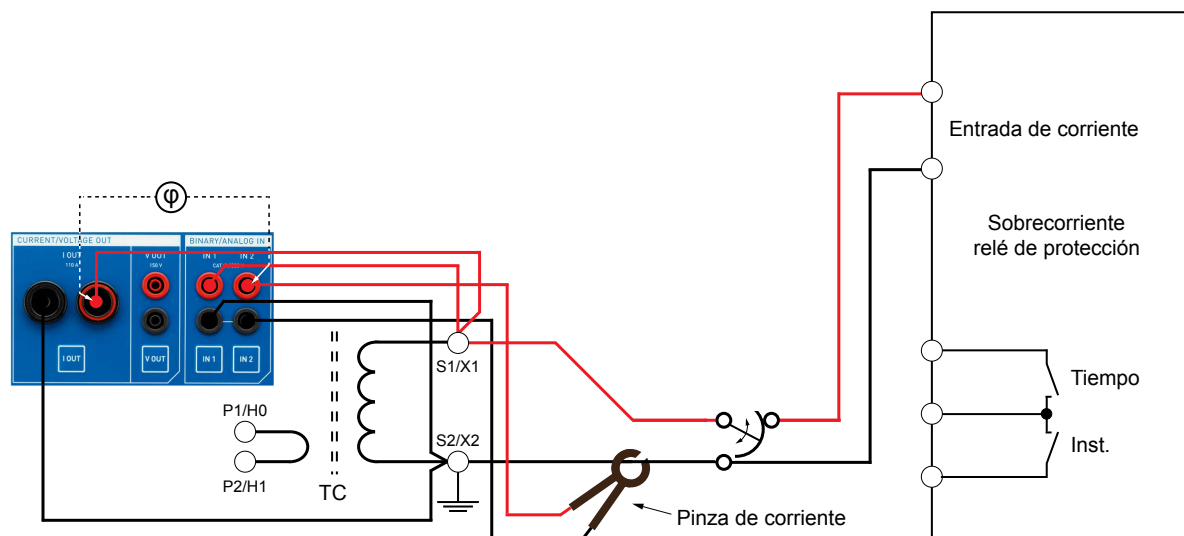 φ
CURRENT/VOLTAGE OUT
BINARY/ANALOG IN
I OUT
110 A
V OUT
150 V
IN 1
IN 2
I OUT
V OUT
IN 1
IN 2
S1/X1
P1/H0
P2/H1
TC
S2/X2
Pinza de corriente
Entrada de corriente
Sobrecorriente
relé de protección
Tiempo
Inst.